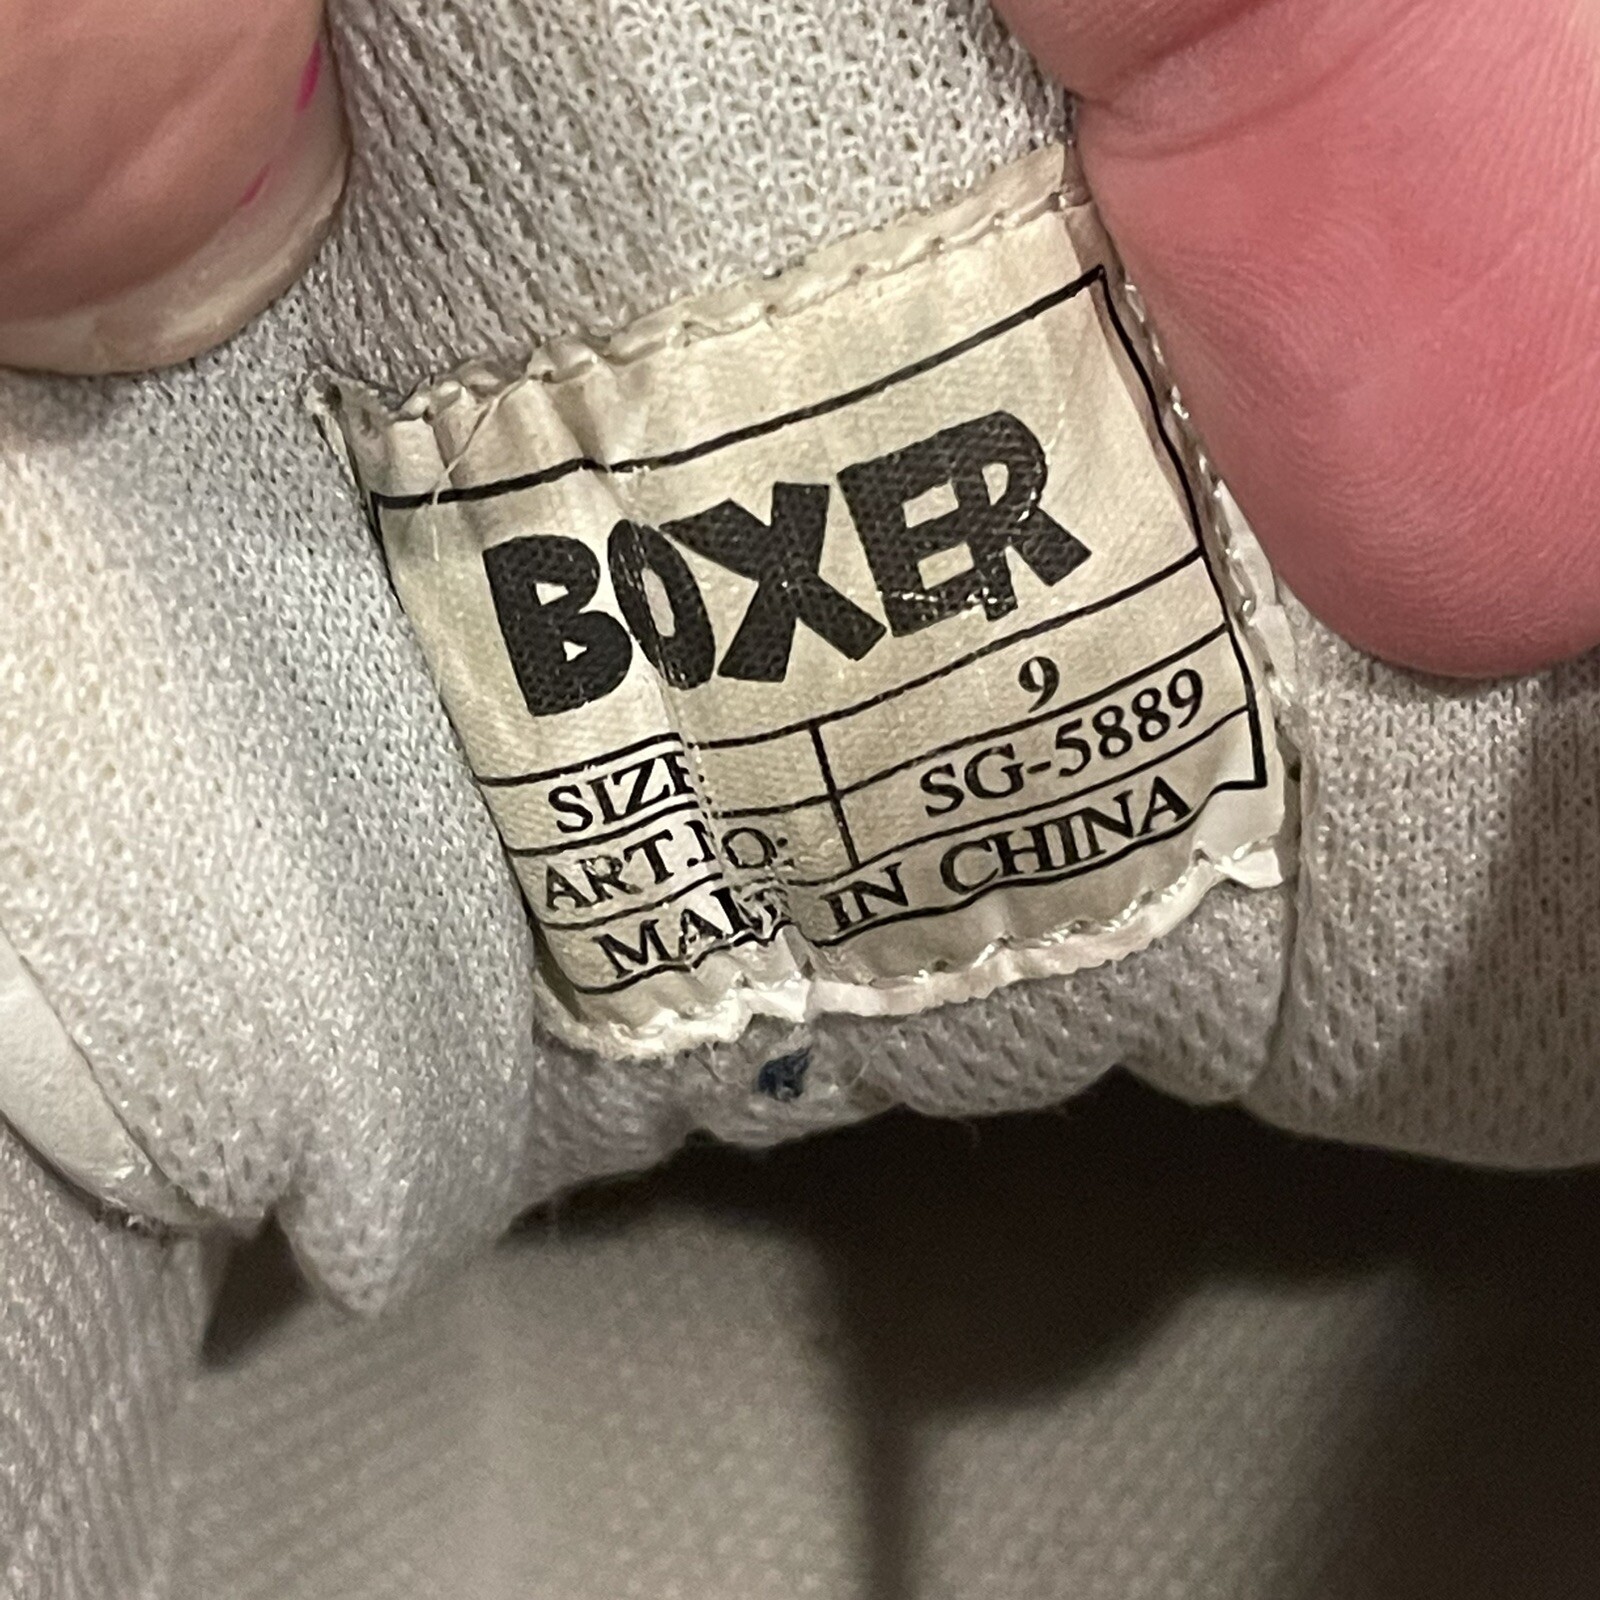 BOXER
SIZE 9
ART.NO: SG-5889
MADE IN CHINA